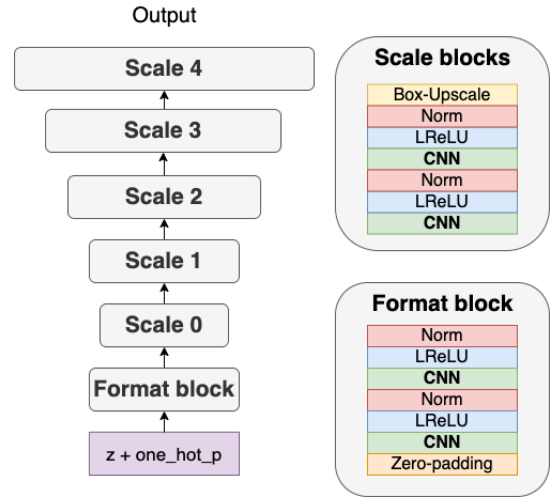 Output
Scale 4
Scale 3
Scale 2
Scale 1
Scale 0
Format block
z + one_hot_p
Scale blocks
Box-Upscale
Norm
LReLU
CNN
Norm
LReLU
CNN
Format block
Norm
LReLU
CNN
Norm
LReLU
CNN
Zero-padding